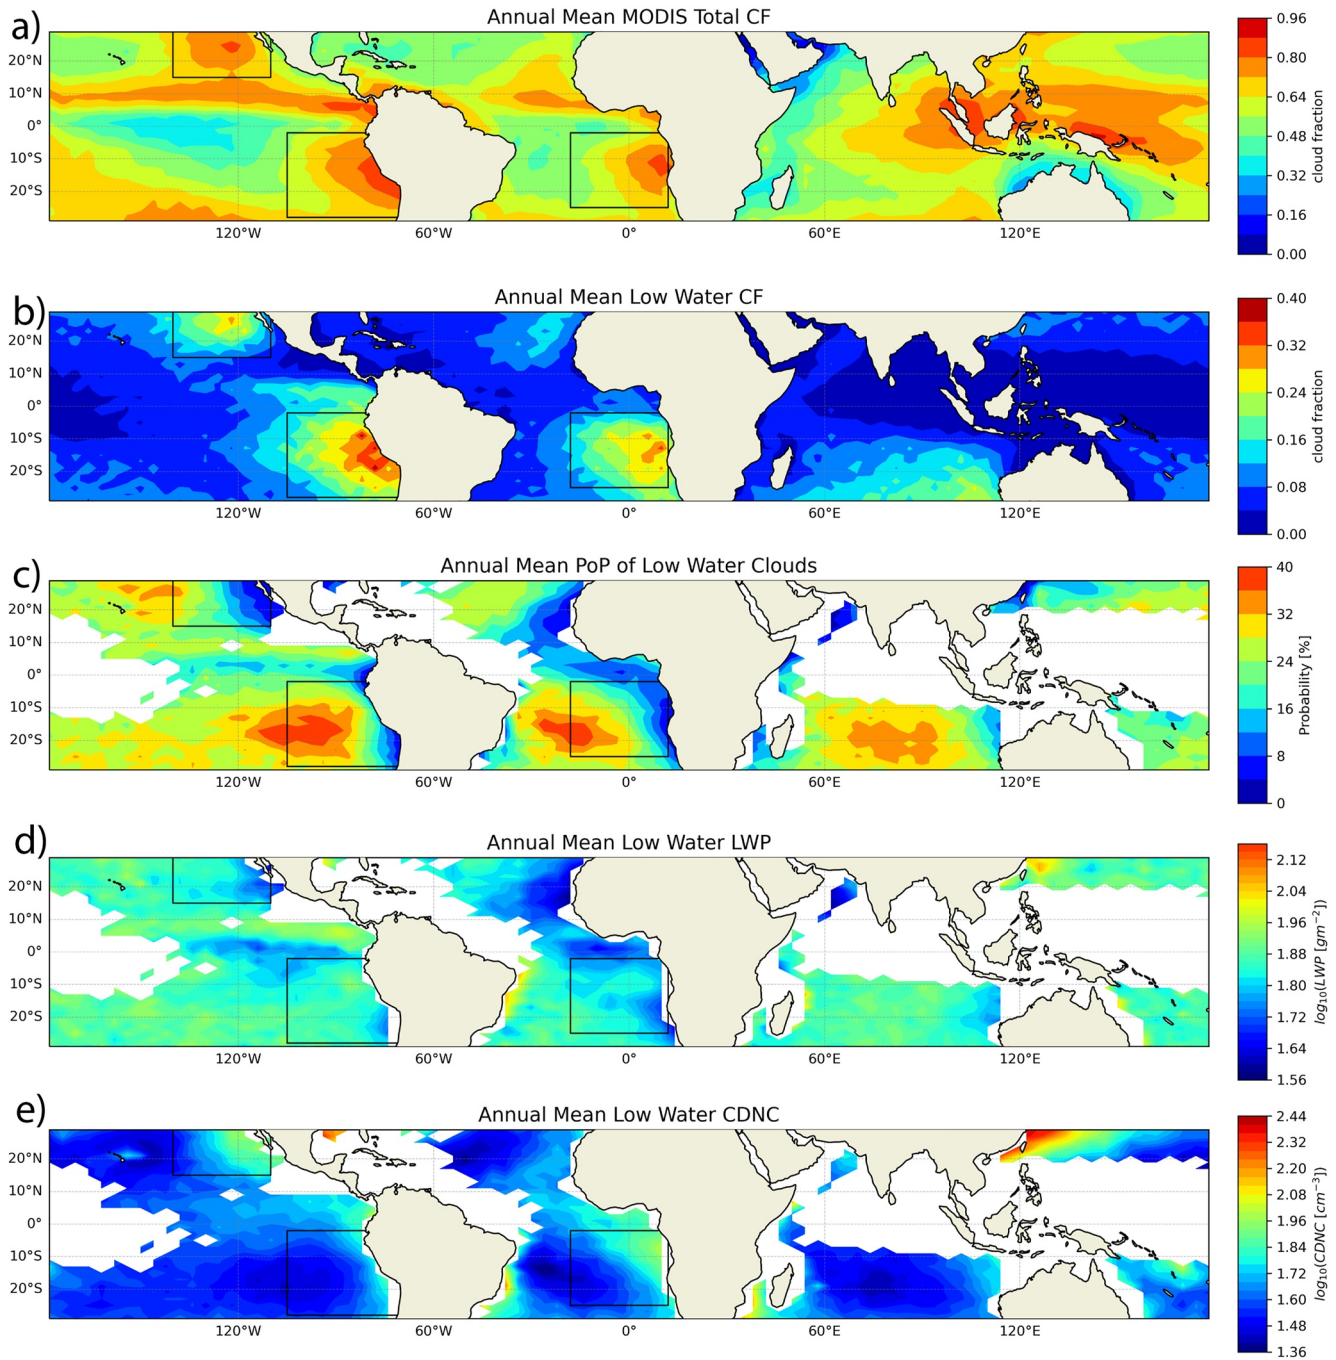 a)
Annual Mean MODIS Total CF
20°N
10°N
0°
10°S
20°S
120°W 60°W 0° 60°E 120°E
0.96
0.80
0.64
0.48
0.32
0.16
0.00
cloud fraction
b)
Annual Mean Low Water CF
20°N
10°N
0°
10°S
20°S
120°W 60°W 0° 60°E 120°E
0.40
0.32
0.24
0.16
0.08
0.00
cloud fraction
c)
Annual Mean PoP of Low Water Clouds
20°N
10°N
0°
10°S
20°S
120°W 60°W 0° 60°E 120°E
40
32
24
16
8
0
Probability [%]
d)
Annual Mean Low Water LWP
20°N
10°N
0°
10°S
20°S
120°W 60°W 0° 60°E 120°E
2.12
2.04
1.96
1.88
1.80
1.72
1.64
1.56
log₁₀(LWP [gm⁻²])
e)
Annual Mean Low Water CDNC
20°N
10°N
0°
10°S
20°S
120°W 60°W 0° 60°E 120°E
2.44
2.32
2.20
2.08
1.96
1.84
1.72
1.60
1.48
1.36
log₁₀(CDNC [cm⁻³])